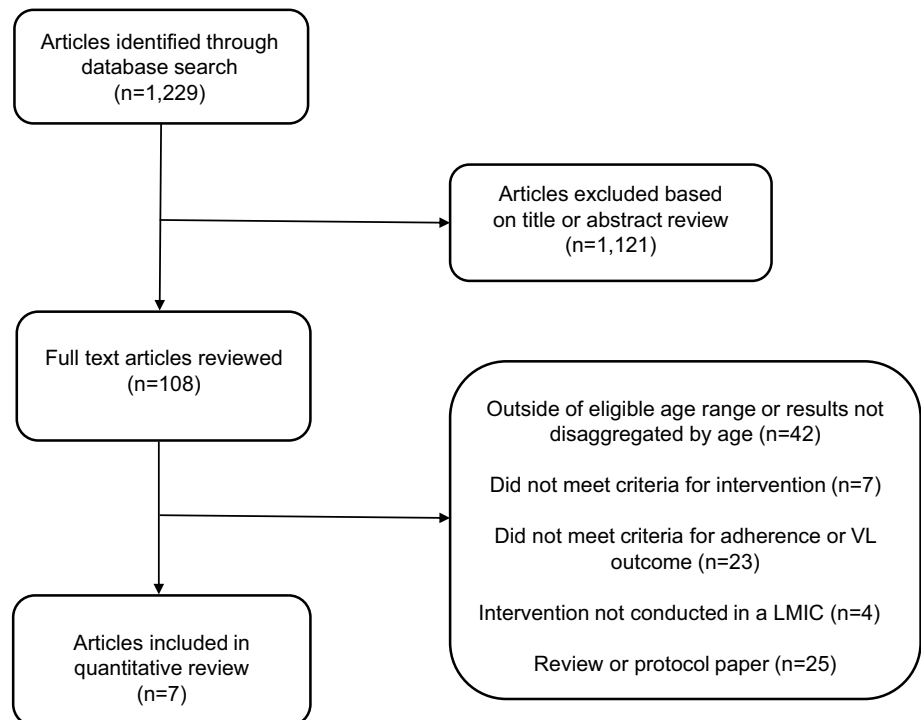 Articles identified through
database search
(n=1,229)
Articles excluded based
on title or abstract review
(n=1,121)
Full text articles reviewed
(n=108)
Outside of eligible age range or results not
disaggregated by age (n=42)
Did not meet criteria for intervention (n=7)
Did not meet criteria for adherence or VL
outcome (n=23)
Intervention not conducted in a LMIC (n=4)
Review or protocol paper (n=25)
Articles included in
quantitative review
(n=7)